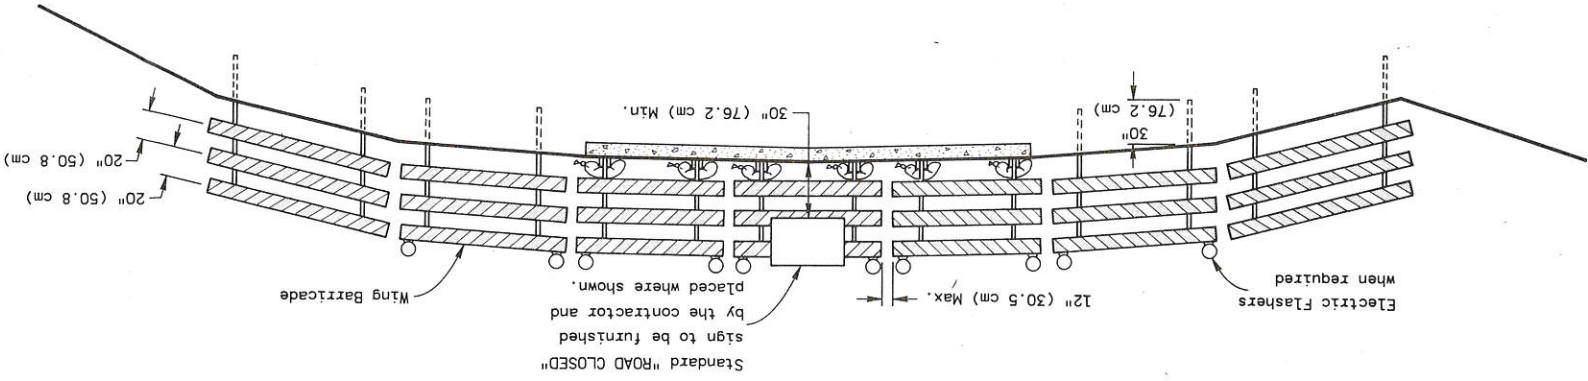 Standard "ROAD CLOSED"
sign to be furnished
by the contractor and
placed where shown.
Electric Flashers
when required
12" (30.5 cm) Max.
Wing Barricade
20" (50.8 cm)
20" (50.8 cm)
30"
(76.2 cm)
30" (76.2 cm) Min.